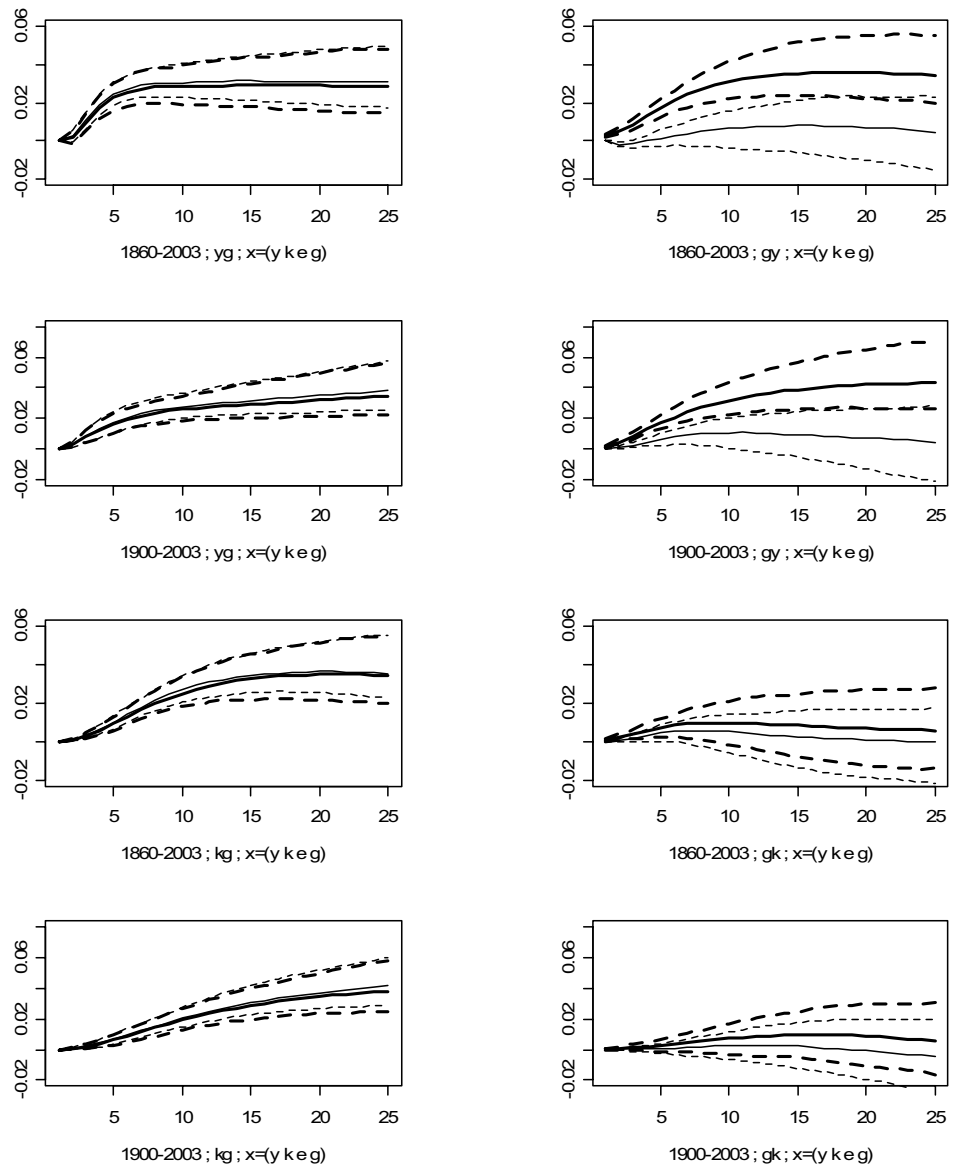 0.06
0.02
-0.02
5 10 15 20 25
1860-2003 ; yg ; x=(y k e g)
0.06
0.02
-0.02
5 10 15 20 25
1860-2003 ; gy ; x=(y k e g)
0.06
0.02
-0.02
5 10 15 20 25
1900-2003 ; yg ; x=(y k e g)
0.06
0.02
-0.02
5 10 15 20 25
1900-2003 ; gy ; x=(y k e g)
0.06
0.02
-0.02
5 10 15 20 25
1860-2003 ; kg ; x=(y k e g)
0.06
0.02
-0.02
5 10 15 20 25
1860-2003 ; gk ; x=(y k e g)
0.06
0.02
-0.02
5 10 15 20 25
1900-2003 ; kg ; x=(y k e g)
0.06
0.02
-0.02
5 10 15 20 25
1900-2003 ; gk ; x=(y k e g)